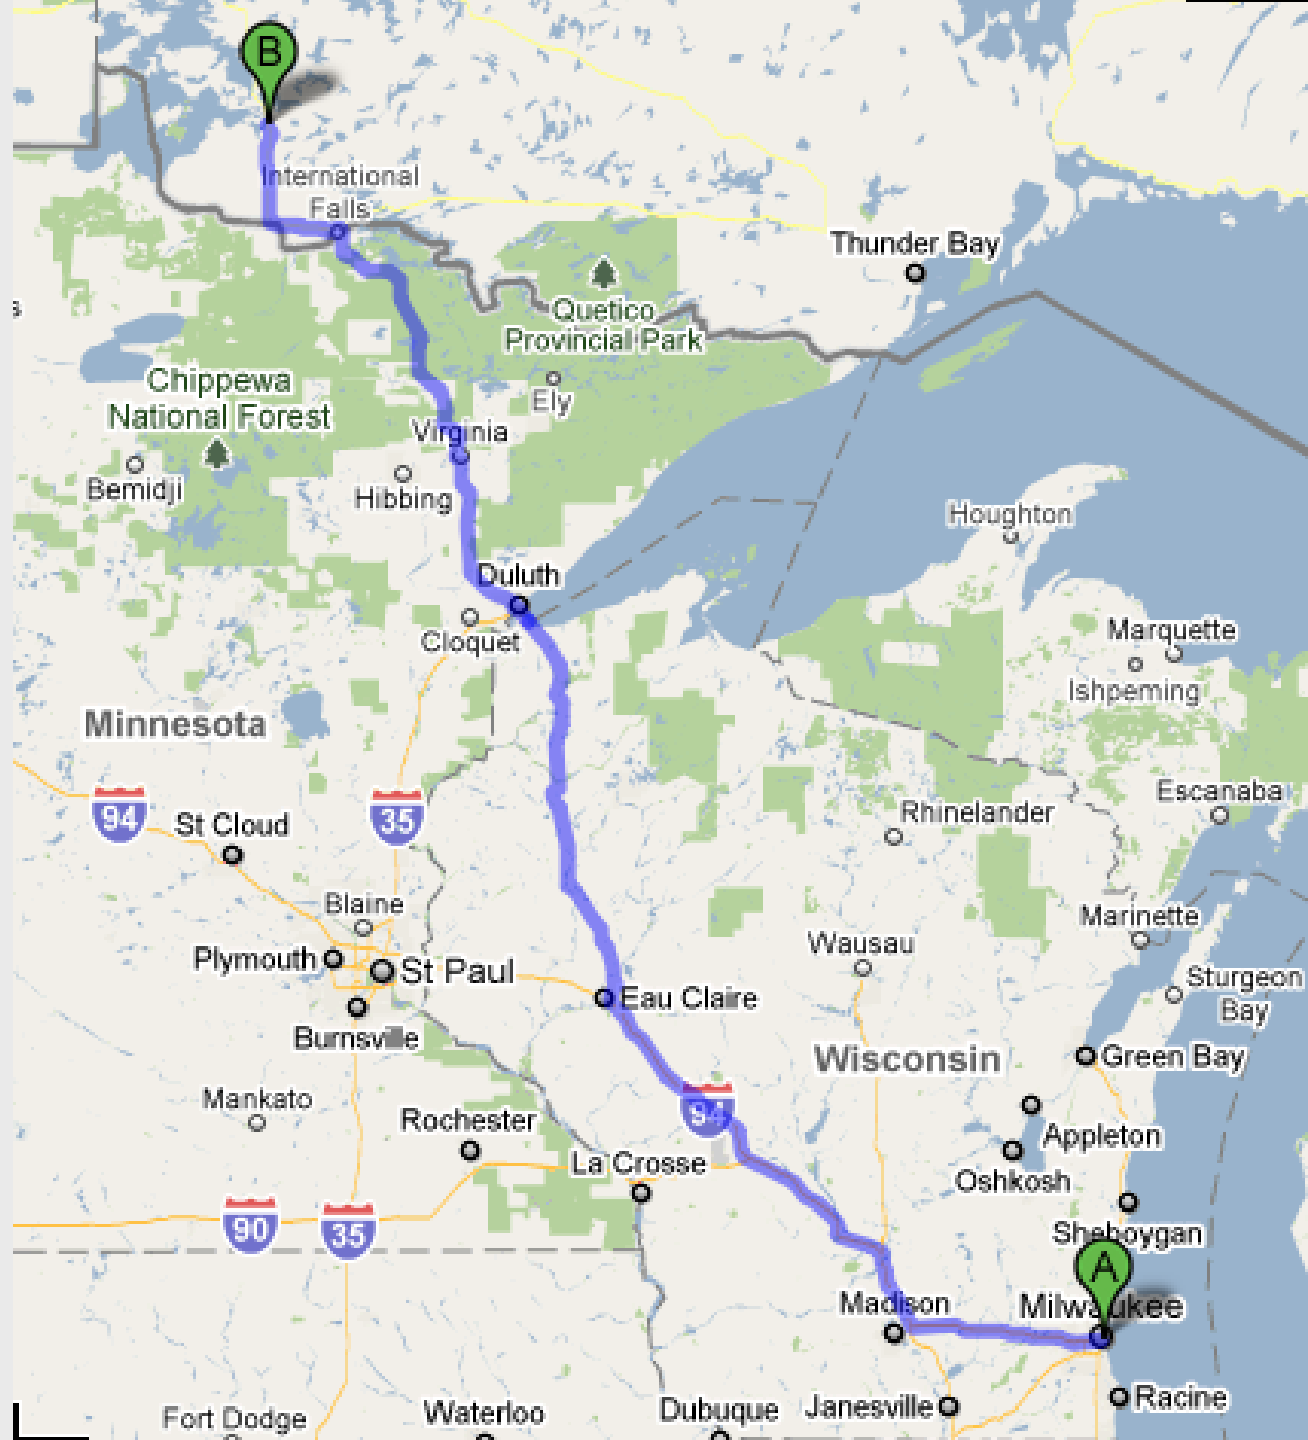 B
International
Falls
Thunder Bay
s
Quetico
Provincial Park
Chippewa
National Forest
Ely
Virginia
Bemidji
Hibbing
Houghton
Duluth
Cloquet
Marquette
Ishpeming
Minnesota
94
35
St Cloud
Rhinelander
Escanaba
Blaine
Marinette
Plymouth
St Paul
Wausau
Sturgeon
Bay
Eau Claire
Burnsville
Wisconsin
Green Bay
Mankato
94
Rochester
Appleton
La Crosse
Oshkosh
90
35
Sheboygan
A
Madison
Milwaukee
Fort Dodge
Waterloo
Dubuque
Janesville
Racine